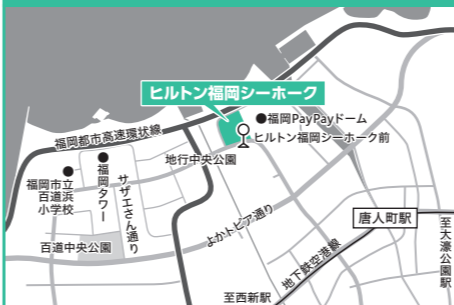 ヒルトン福岡シーホーク
●福岡PayPayドーム
ヒルトン福岡シーホーク前
福岡都市高速環状線
地行中央公園
福岡市立
百道浜
小学校
福岡タワー
サザエさん通り
百道中央公園
よかトピア通り
唐人町駅
地下鉄空港線
至西新駅
至大濠公園駅